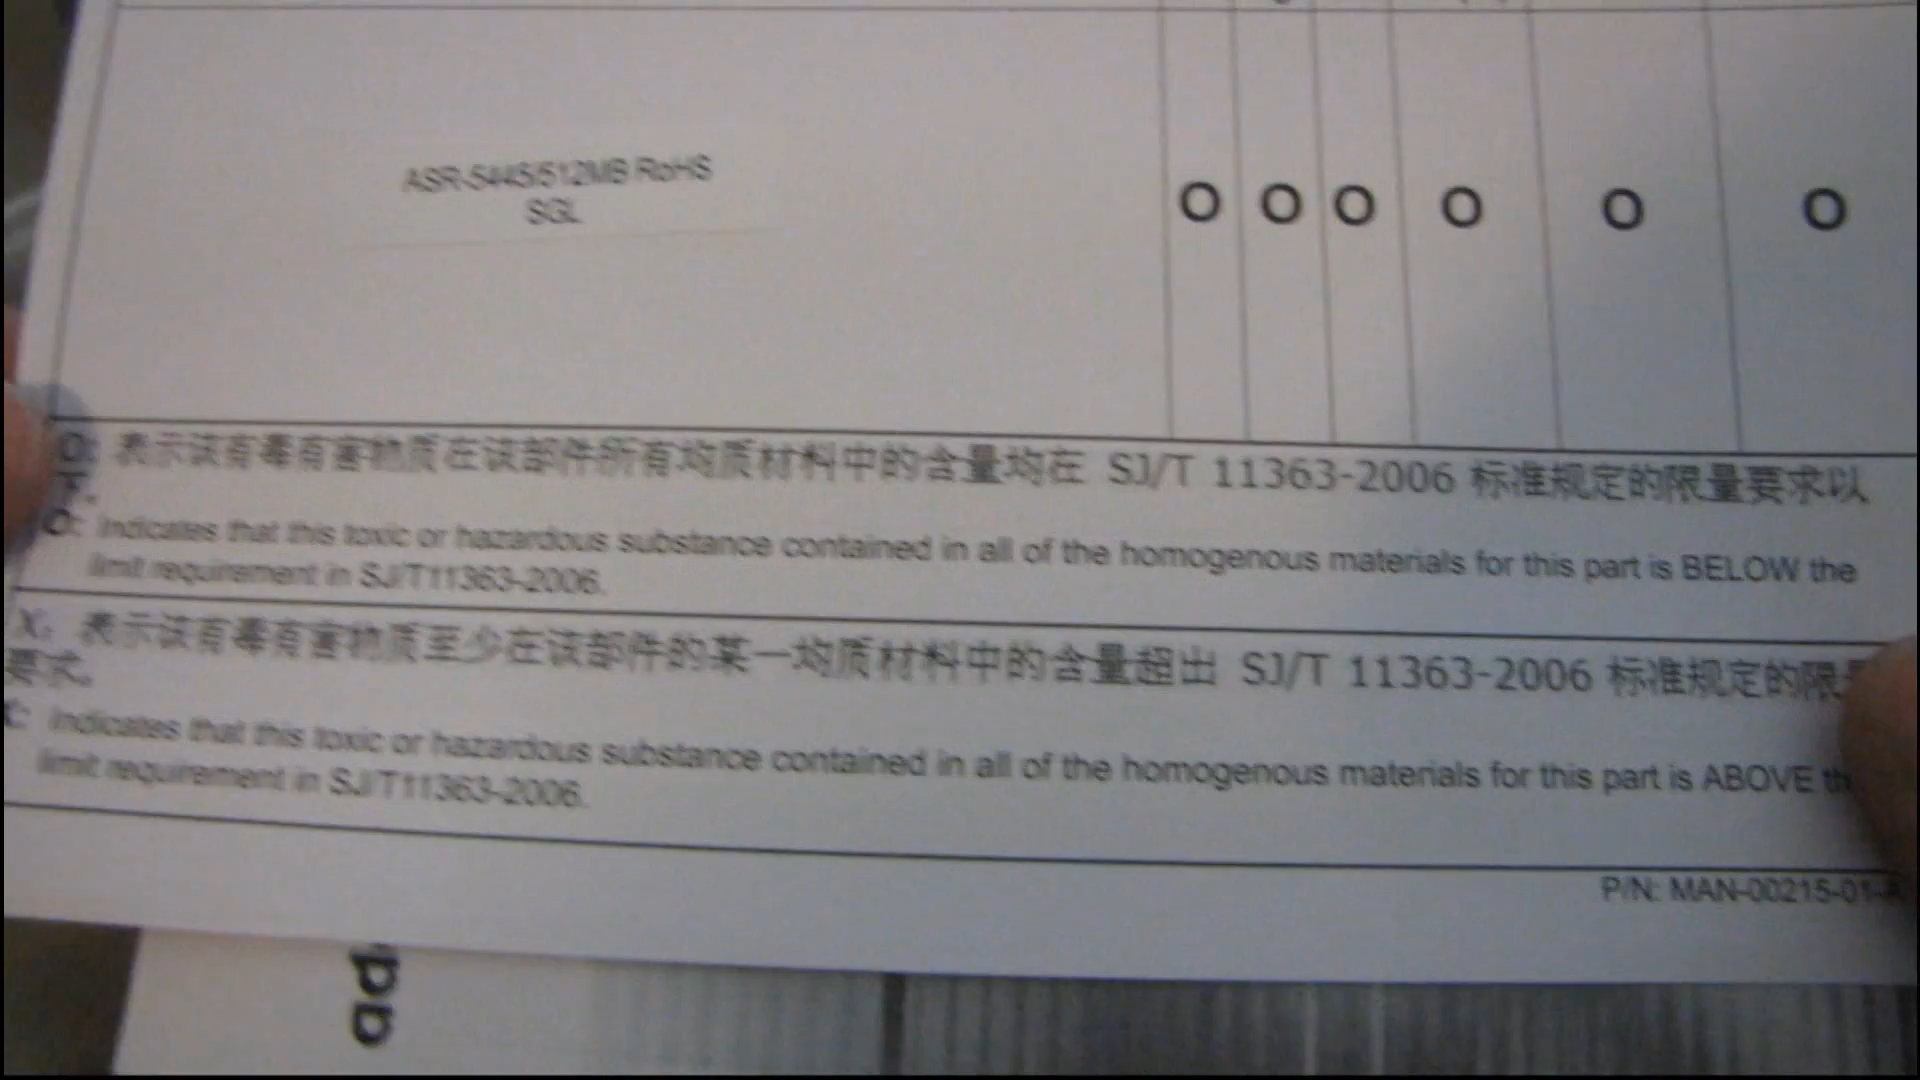 ASR-5445/512MB RoHS
SGL
O O O O O O
O: 表示该有毒有害物质在该部件所有均质材料中的含量均在 SJ/T 11363-2006 标准规定的限量要求以
下。
O: Indicates that this toxic or hazardous substance contained in all of the homogenous materials for this part is BELOW the
limit requirement in SJ/T11363-2006.
X: 表示该有毒有害物质至少在该部件的某一均质材料中的含量超出 SJ/T 11363-2006 标准规定的限
要求。
Indicates that this toxic or hazardous substance contained in all of the homogenous materials for this part is ABOVE
limit requirement in SJ/T11363-2006.
P/N: MAN-00215-01-
ad